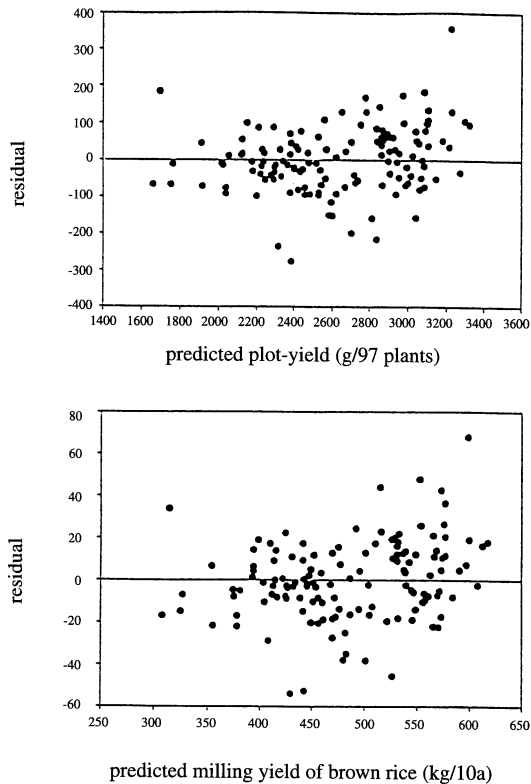 400
300
200
100
0
-100
-200
-300
-400
residual
1400 1600 1800 2000 2200 2400 2600 2800 3000 3200 3400 3600
predicted plot-yield (g/97 plants)
80
60
40
20
0
-20
-40
-60
residual
250 300 350 400 450 500 550 600 650
predicted milling yield of brown rice (kg/10a)